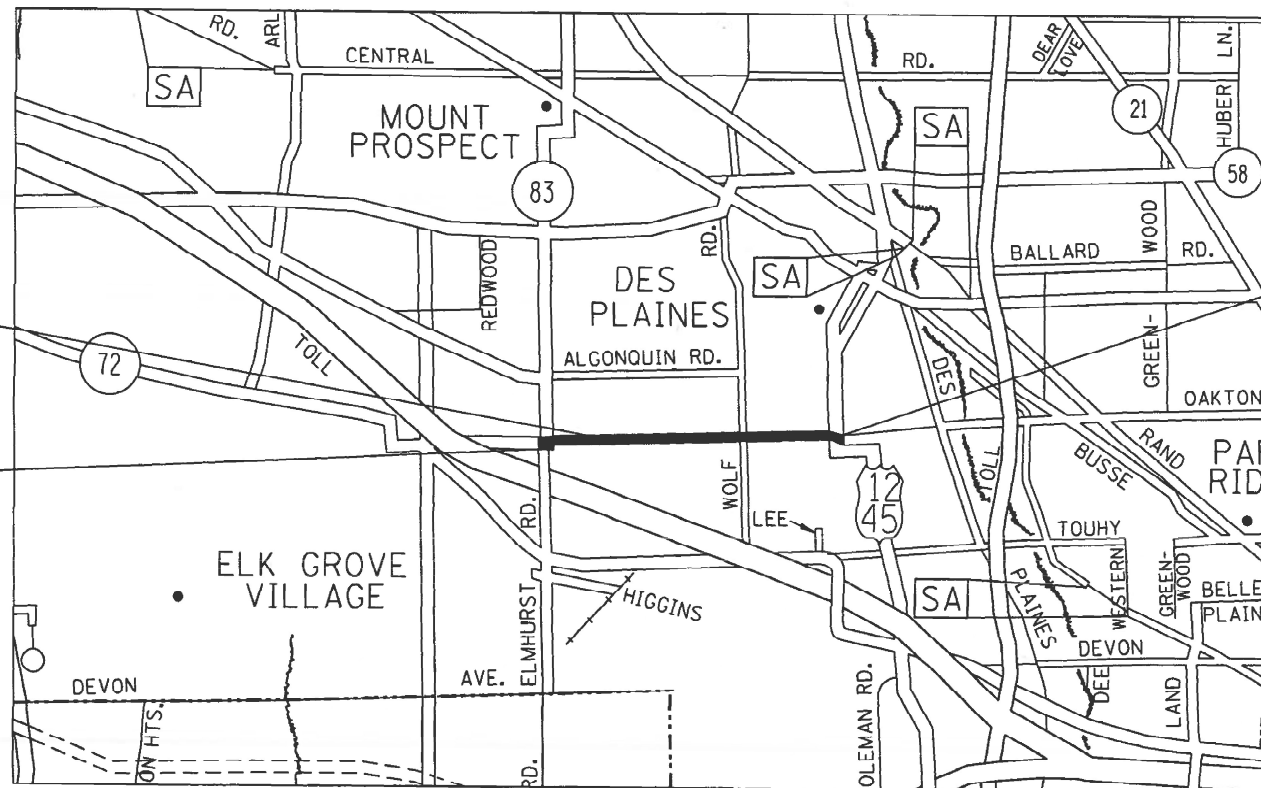 RD.
ARL
CENTRAL
RD.
DEAR
LOVE
LN.
HUBER
SA
MOUNT
PROSPECT
SA
21
58
83
REDWOOD
RD.
DES
PLAINES
SA
BALLARD
RD.
WOOD
GREEN-
72
TOLL
ALGONQUIN RD.
DES
OAKTON
RAND
BUSSE
PAR
RID
WOLF
TOLL
12
45
LEE
RD.
TOUHY
ELK GROVE
VILLAGE
ELMHURST
HIGGINS
SA
PLAINES
WESTERN
GREEN-
WOOD
BELLE
PLAIN
DEVON
AVE.
DEVON
DEE
LAND
ON HTS.
RD.
OLEMAN RD.